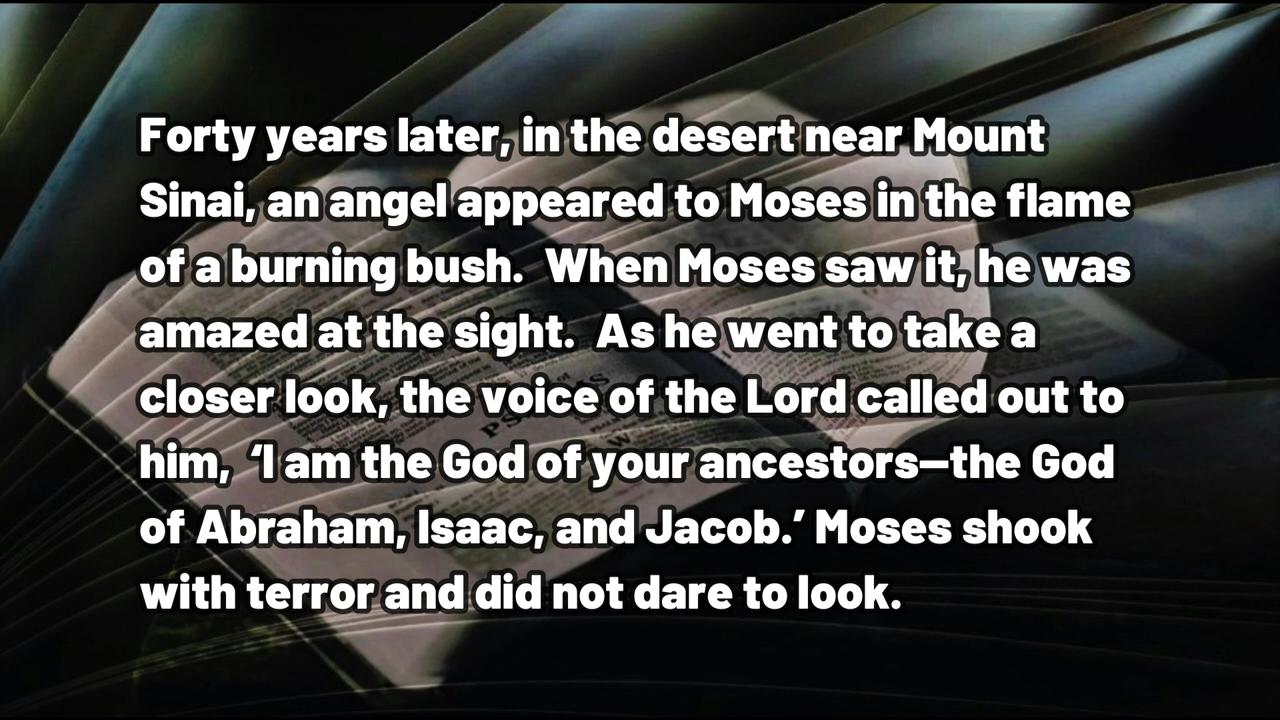 Forty years later, in the desert near Mount
Sinai, an angel appeared to Moses in the flame
of a burning bush.  When Moses saw it, he was
amazed at the sight.  As he went to take a
closer look, the voice of the Lord called out to
him,  ‘I am the God of your ancestors—the God
of Abraham, Isaac, and Jacob.’ Moses shook
with terror and did not dare to look.